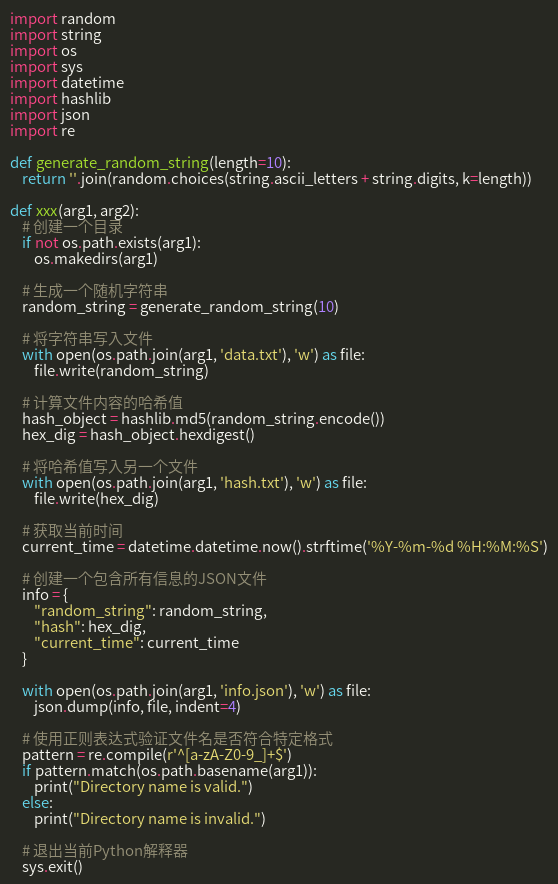 import random
import string
import os
import sys
import datetime
import hashlib
import json
import re

def generate_random_string(length=10):
    return ''.join(random.choices(string.ascii_letters + string.digits, k=length))

def xxx(arg1, arg2):
    # 创建一个目录
    if not os.path.exists(arg1):
        os.makedirs(arg1)

    # 生成一个随机字符串
    random_string = generate_random_string(10)

    # 将字符串写入文件
    with open(os.path.join(arg1, 'data.txt'), 'w') as file:
        file.write(random_string)

    # 计算文件内容的哈希值
    hash_object = hashlib.md5(random_string.encode())
    hex_dig = hash_object.hexdigest()

    # 将哈希值写入另一个文件
    with open(os.path.join(arg1, 'hash.txt'), 'w') as file:
        file.write(hex_dig)

    # 获取当前时间
    current_time = datetime.datetime.now().strftime('%Y-%m-%d %H:%M:%S')

    # 创建一个包含所有信息的JSON文件
    info = {
        "random_string": random_string,
        "hash": hex_dig,
        "current_time": current_time
    }

    with open(os.path.join(arg1, 'info.json'), 'w') as file:
        json.dump(info, file, indent=4)

    # 使用正则表达式验证文件名是否符合特定格式
    pattern = re.compile(r'^[a-zA-Z0-9_]+$')
    if pattern.match(os.path.basename(arg1)):
        print("Directory name is valid.")
    else:
        print("Directory name is invalid.")

    # 退出当前Python解释器
    sys.exit()